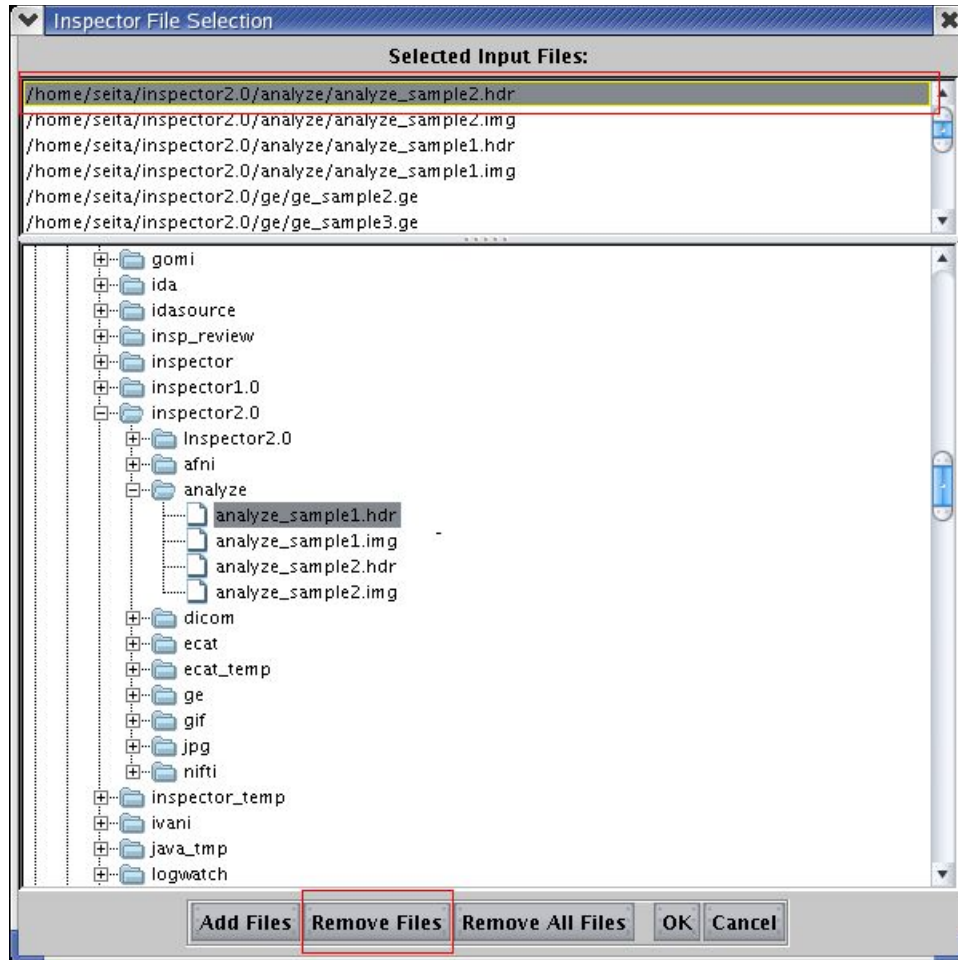 Inspector File Selection
Selected Input Files:
/home/seita/inspector2.0/analyze/analyze_sample2.hdr
/home/seita/inspector2.0/analyze/analyze_sample2.img
/home/seita/inspector2.0/analyze/analyze_sample1.hdr
/home/seita/inspector2.0/analyze/analyze_sample1.img
/home/seita/inspector2.0/ge/ge_sample2.ge
/home/seita/inspector2.0/ge/ge_sample3.ge
gomi
ida
idasource
insp_review
inspector
inspector1.0
inspector2.0
Inspector2.0
afni
analyze
analyze_sample1.hdr
analyze_sample1.img
analyze_sample2.hdr
analyze_sample2.img
dicom
ecat
ecat_temp
ge
gif
jpg
nifti
inspector_temp
ivani
java_tmp
logwatch
Add Files Remove Files Remove All Files OK Cancel